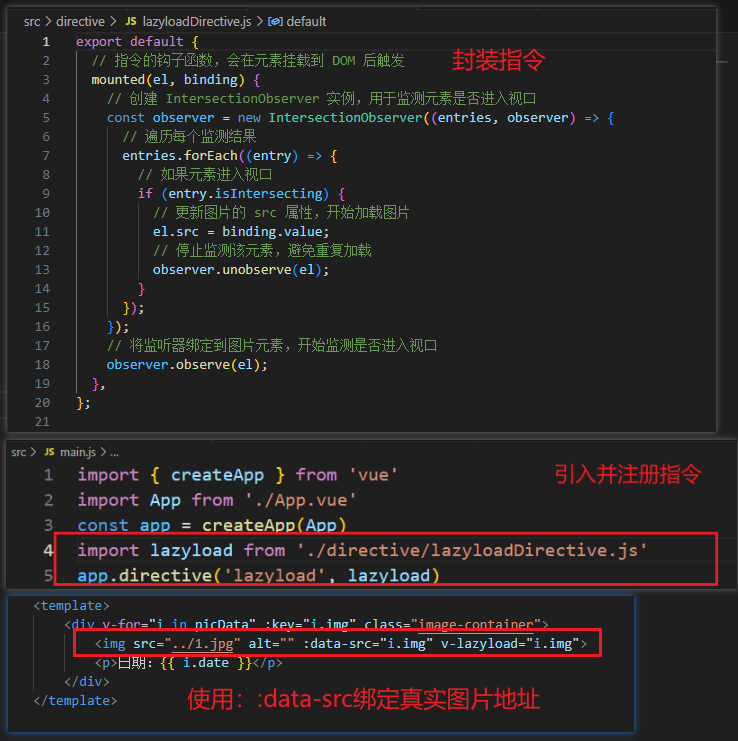 src > directive > JS lazyloadDirective.js > default
1 export default {
封装指令
2 // 指令的钩子函数，会在元素挂载到 DOM 后触发
3 mounted(el, binding) {
4 // 创建 IntersectionObserver 实例，用于监测元素是否进入视口
5 const observer = new IntersectionObserver((entries, observer) => {
6 // 遍历每个监测结果
7 entries.forEach((entry) => {
8 // 如果元素进入视口
9 if (entry.isIntersecting) {
10 // 更新图片的 src 属性，开始加载图片
11 el.src = binding.value;
12 // 停止监测该元素，避免重复加载
13 observer.unobserve(el);
14 }
15 });
16 });
17 // 将监听器绑定到图片元素，开始监测是否进入视口
18 observer.observe(el);
19 },
20 };
21
src > JS main.js > ...
1 import { createApp } from 'vue'
引入并注册指令
2 import App from './App.vue'
3 const app = createApp(App)
4 import lazyload from './directive/lazyloadDirective.js'
5 app.directive('lazyload', lazyload)
<template>
<div v-for="i in picData" :key="i.img" class="image-container">
<img src="../1.jpg" alt="" :data-src="i.img" v-lazyload="i.img">
<p>日期: {{ i.date }}</p>
</div>
使用：:data-src绑定真实图片地址
</template>